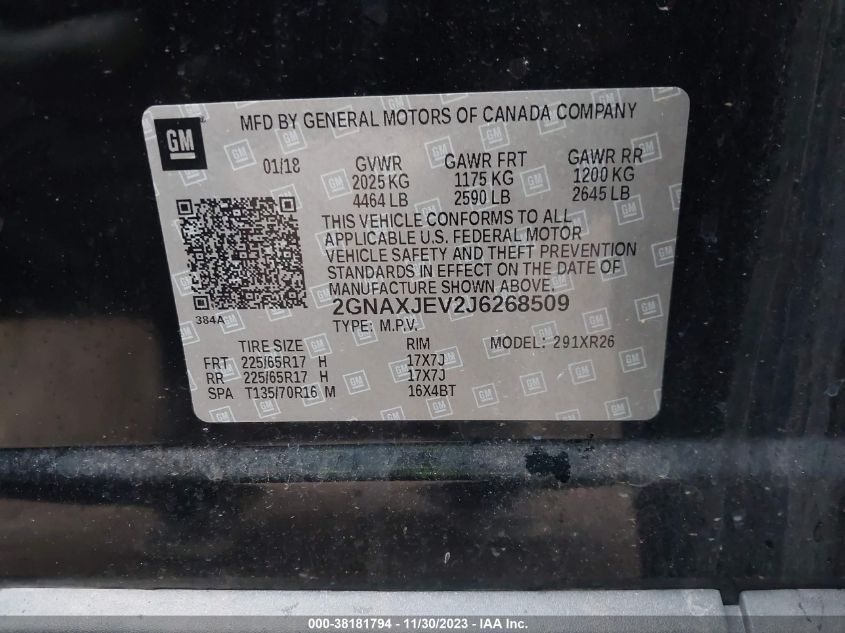 GM
MFD BY GENERAL MOTORS OF CANADA COMPANY
01/18 GVWR GAWR FRT GAWR RR
2025 KG 1175 KG 1200 KG
4464 LB 2590 LB 2645 LB
THIS VEHICLE CONFORMS TO ALL
APPLICABLE U.S. FEDERAL MOTOR
VEHICLE SAFETY AND THEFT PREVENTION
STANDARDS IN EFFECT ON THE DATE OF
MANUFACTURE SHOWN ABOVE.
384A 2GNAXJEV2J6268509
TYPE: M.P.V.
TIRE SIZE RIM MODEL: 291XR26
FRT 225/65R17 H 17X7J
RR 225/65R17 H 17X7J
SPA T135/70R16 M 16X4BT
000-38181794 - 11/30/2023 - IAA Inc.